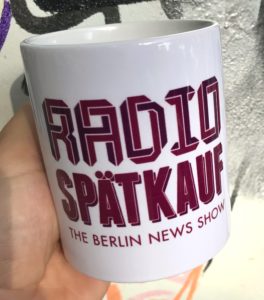 RADIO
SPÄTKAUF
THE BERLIN NEWS SHOW